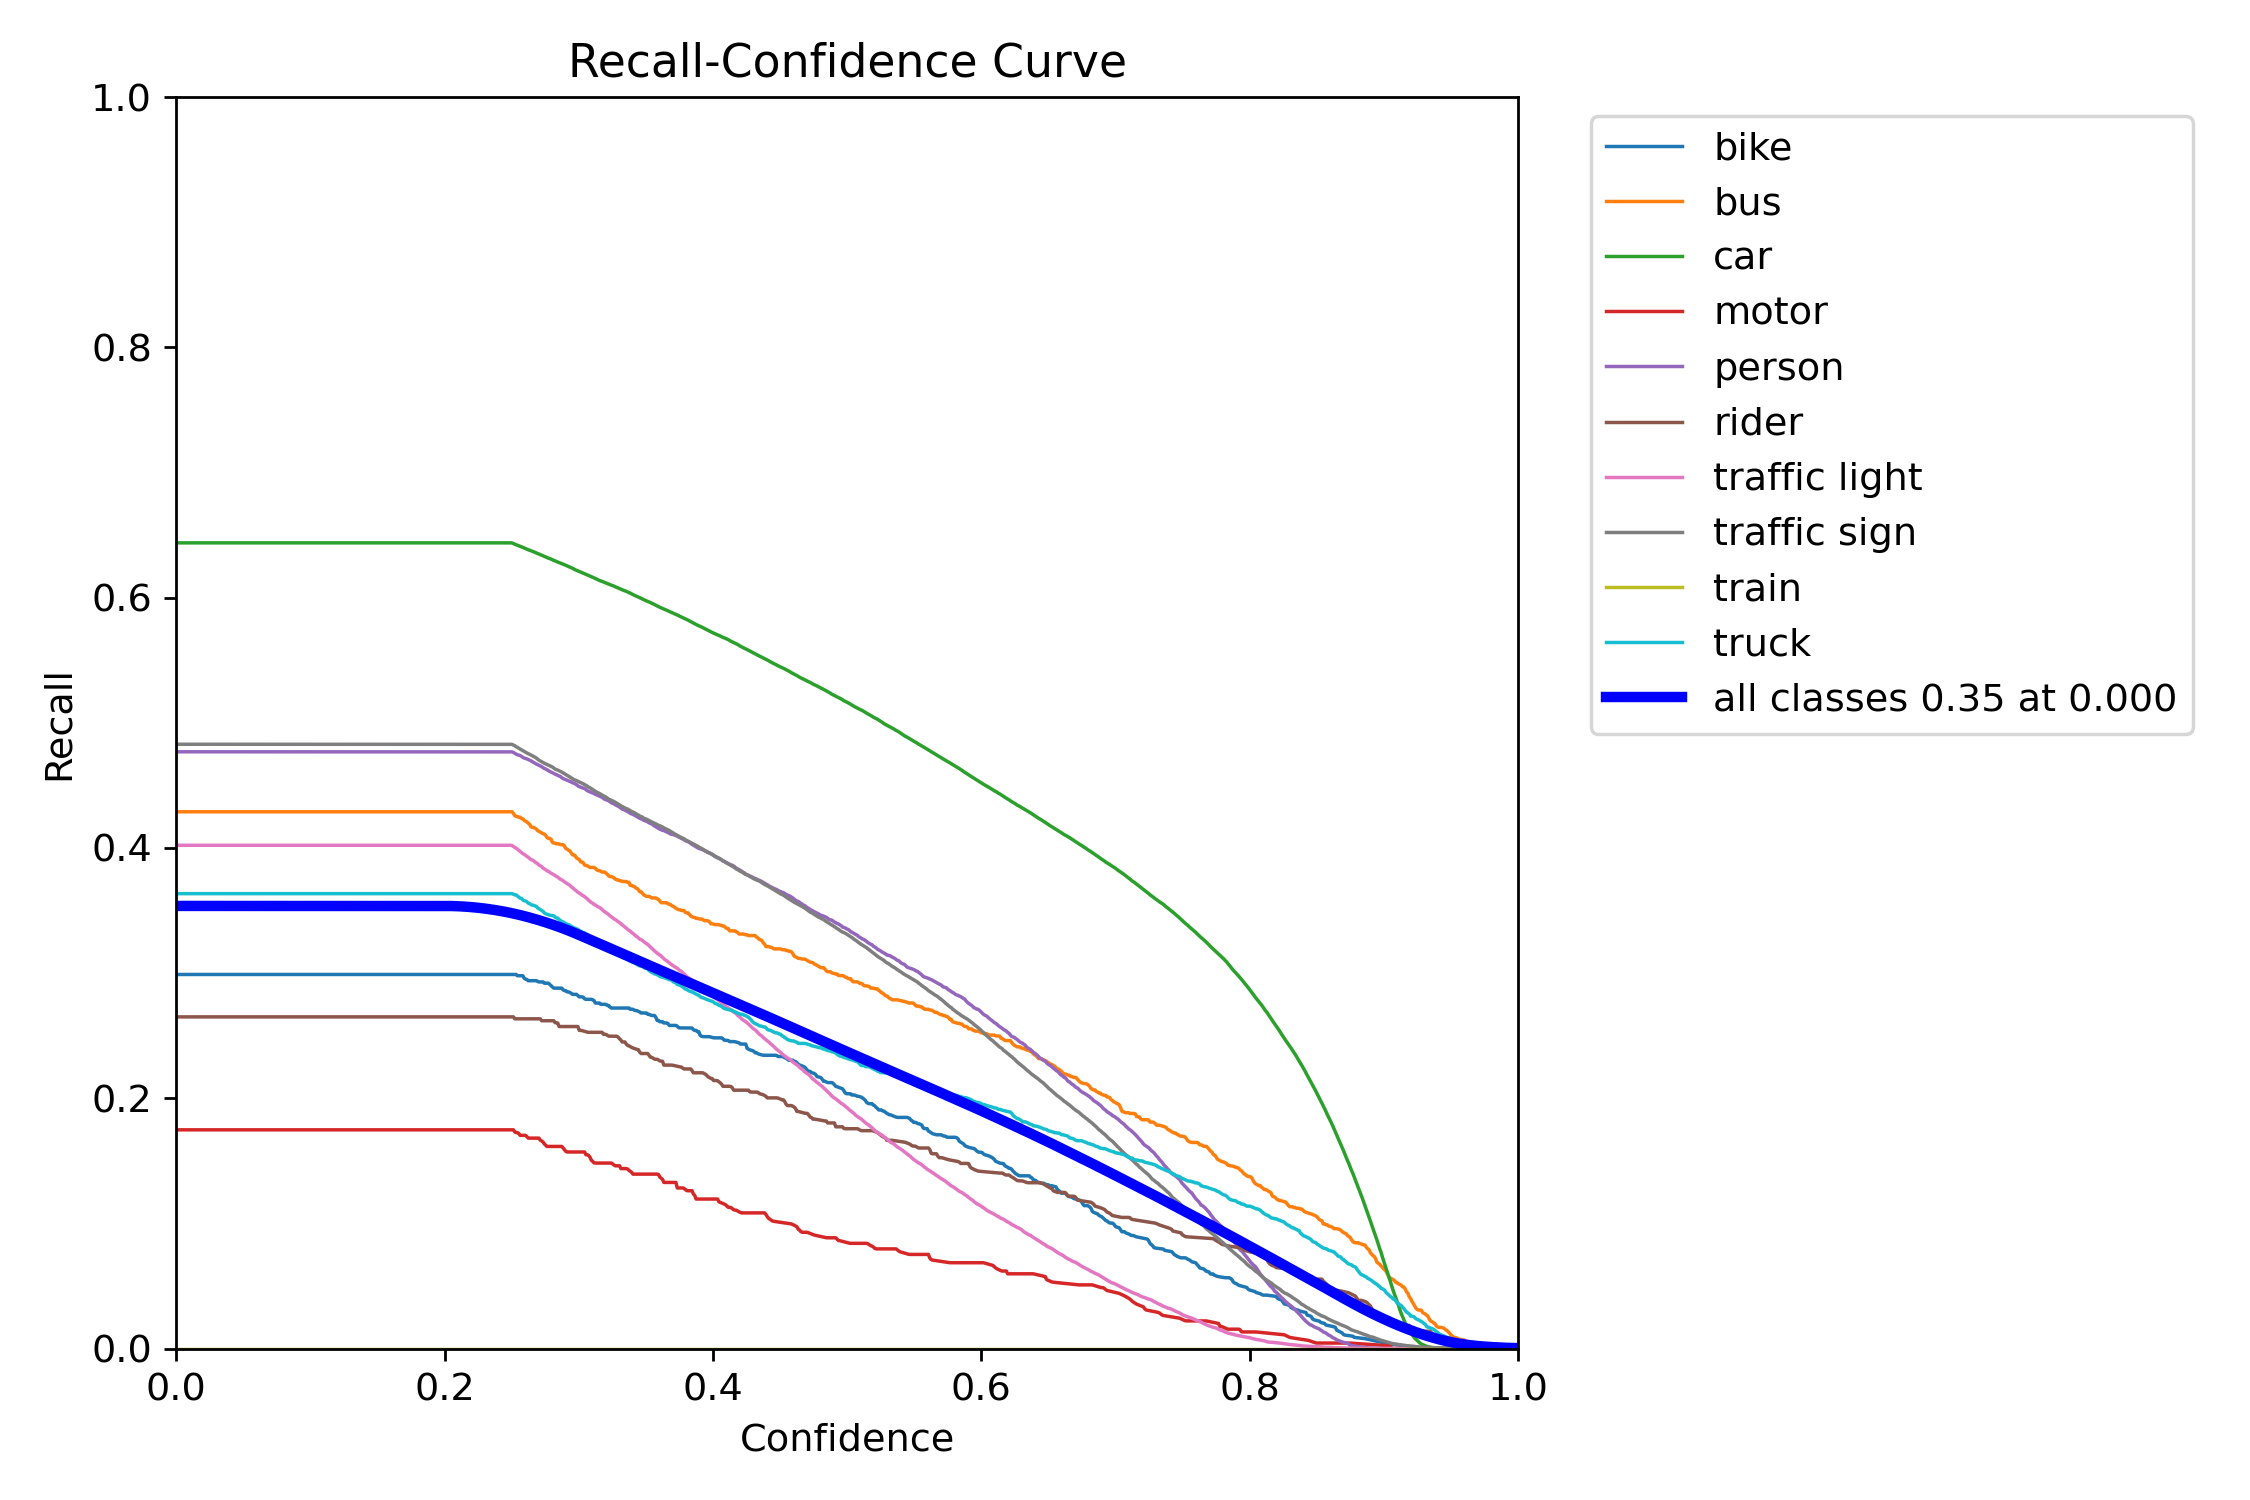 Recall-Confidence Curve
1.0
0.8
0.6
0.4
0.2
0.0
Recall
0.0 0.2 0.4 0.6 0.8 1.0
Confidence
bike
bus
car
motor
person
rider
traffic light
traffic sign
train
truck
all classes 0.35 at 0.000